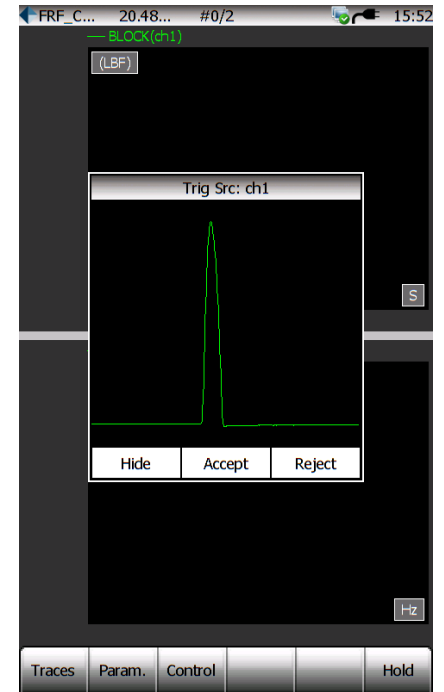 FRF_C... 20.48... #0/2 15:52
BLOCK(ch1)
(LBF)
Trig Src: ch1
S
Hide Accept Reject
Hz
Traces Param. Control Hold